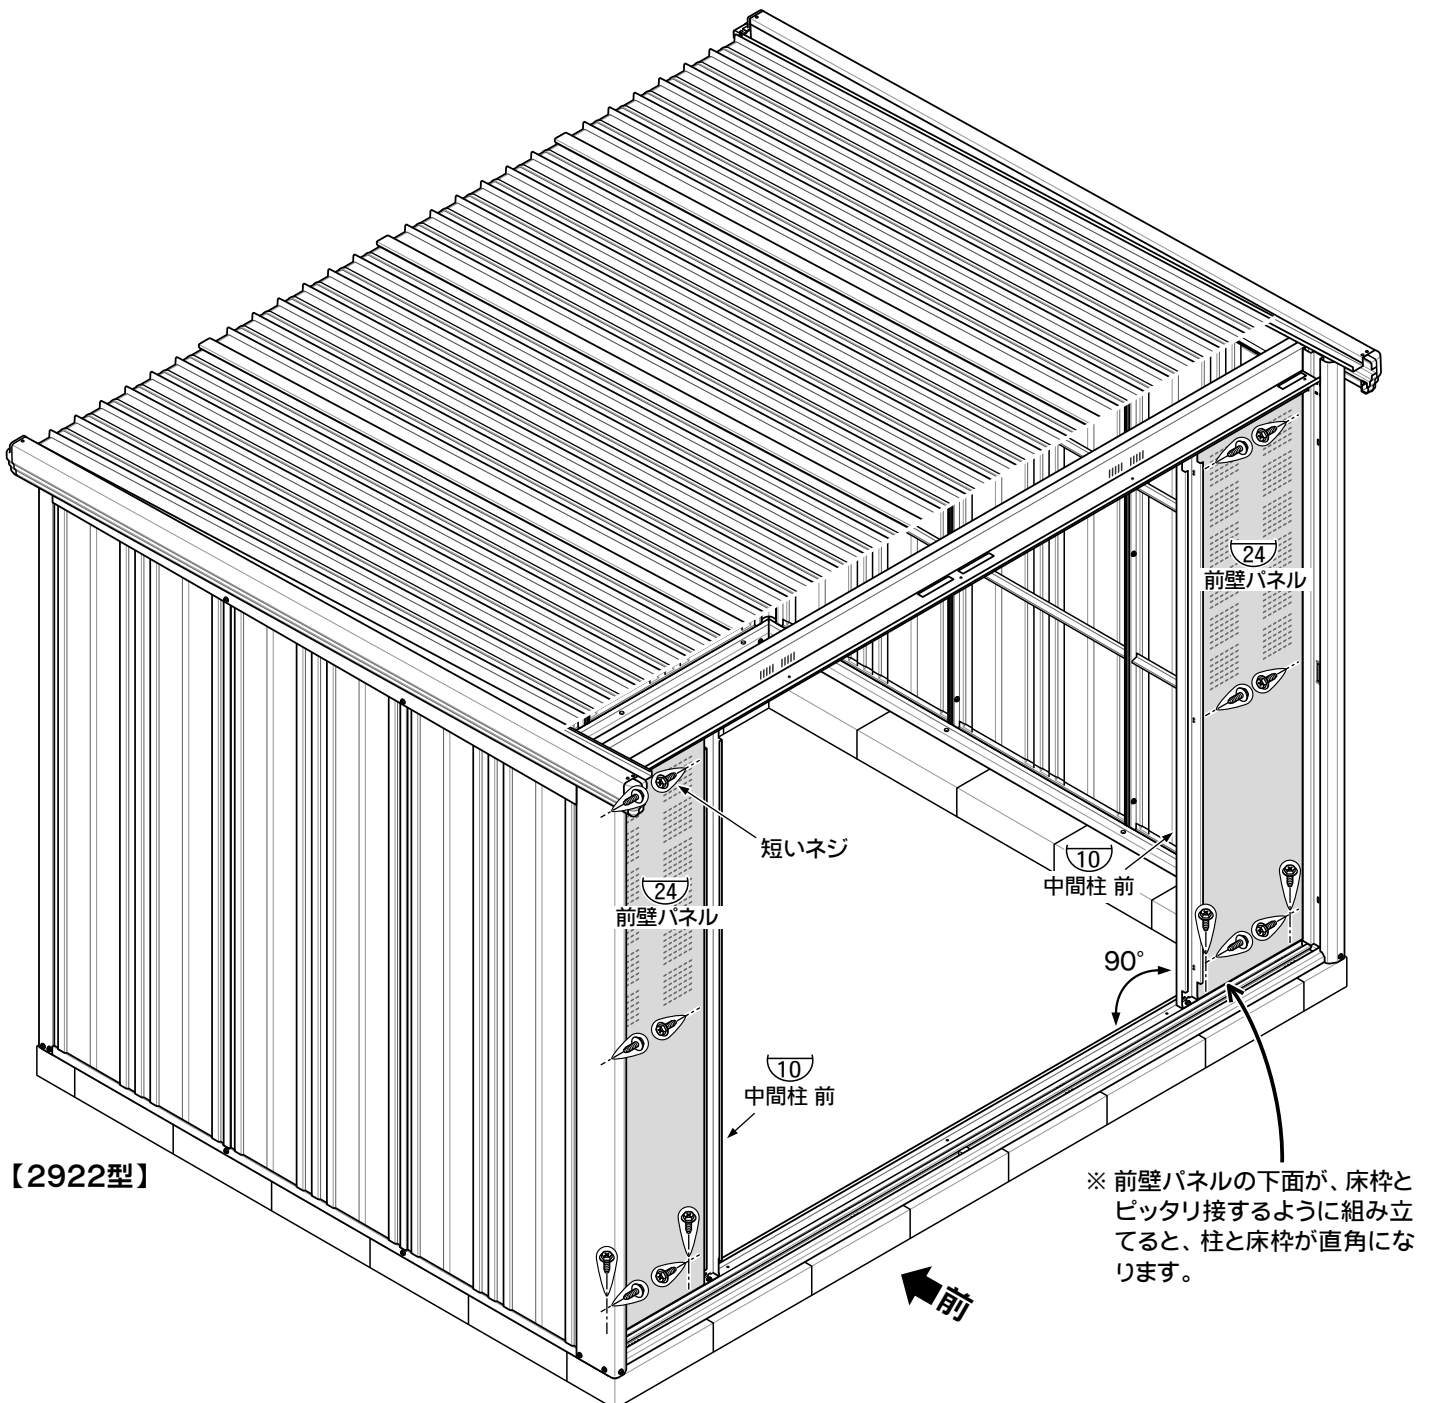 24
前壁パネル
短いネジ
10
中間柱 前
24
前壁パネル
90°
10
中間柱 前
【2922型】
※ 前壁パネルの下面が、床枠と
ピッタリ接するように組み立
てると、柱と床枠が直角にな
ります。
前